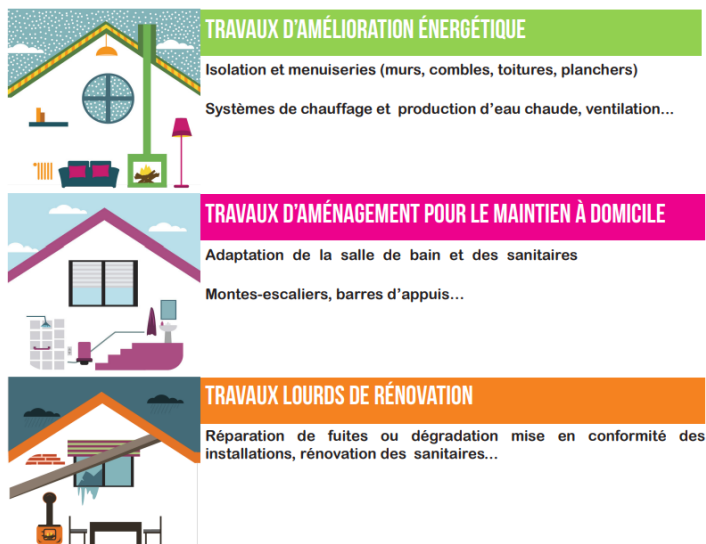 TRAVAUX D'AMÉLIORATION ÉNERGÉTIQUE
Isolation et menuiseries (murs, combles, toitures, planchers)
Systèmes de chauffage et production d'eau chaude, ventilation...
TRAVAUX D'AMÉNAGEMENT POUR LE MAINTIEN À DOMICILE
Adaptation de la salle de bain et des sanitaires
Montes-escaliers, barres d'appuis...
TRAVAUX LOURDS DE RÉNOVATION
Réparation de fuites ou dégradation mise en conformité des
installations, rénovation des sanitaires...